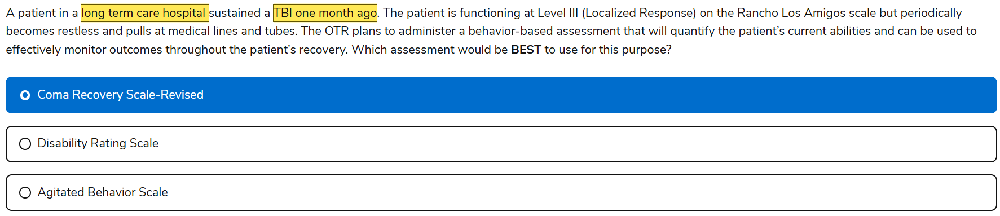 A patient in a long term care hospital sustained a TBI one month ago. The patient is functioning at Level III (Localized Response) on the Rancho Los Amigos scale but periodically
becomes restless and pulls at medical lines and tubes. The OTR plans to administer a behavior-based assessment that will quantify the patient’s current abilities and can be used to
effectively monitor outcomes throughout the patient’s recovery. Which assessment would be BEST to use for this purpose?
Coma Recovery Scale-Revised
Disability Rating Scale
Agitated Behavior Scale